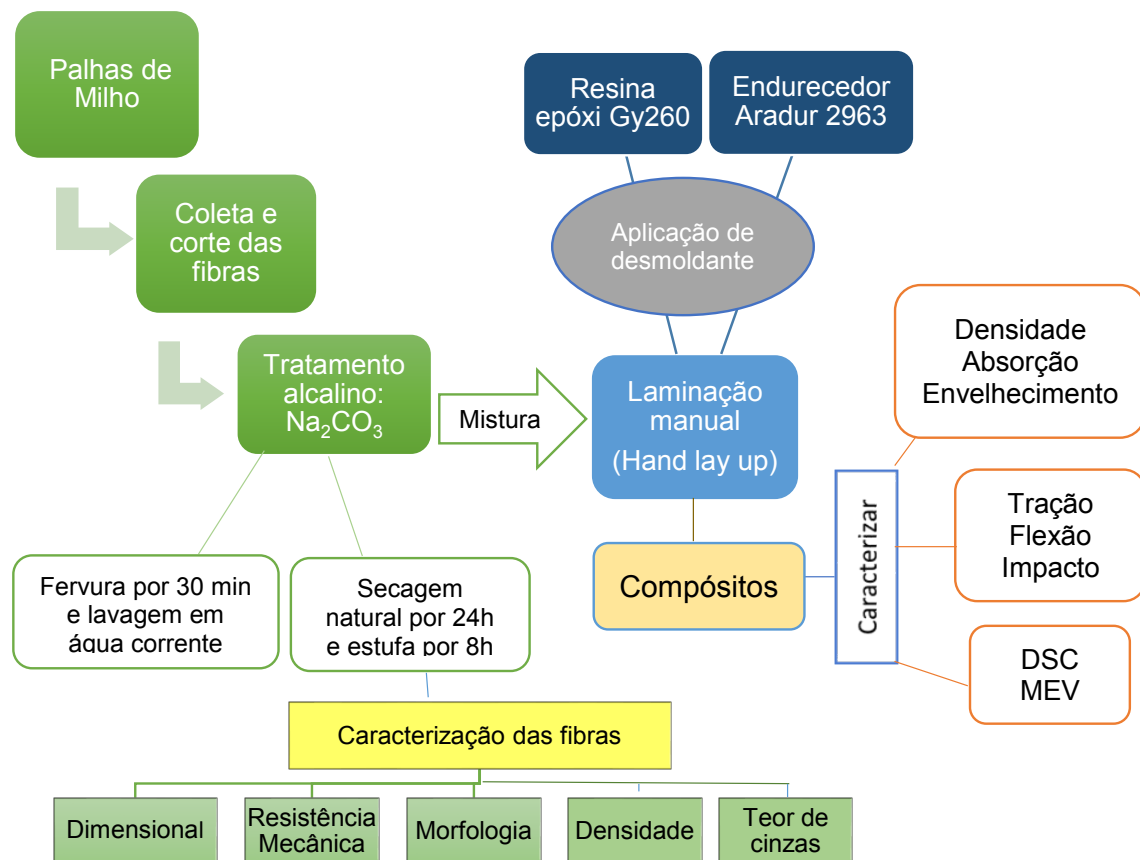 Palhas de
Milho
Resina
epóxi Gy260
Endurecedor
Aradur 2963
Coleta e
corte das
fibras
Aplicação de
desmoldante
Tratamento
alcalino:
Na₂CO₃
Mistura
Laminação
manual
(Hand lay up)
Densidade
Absorção
Envelhecimento
Fervura por 30 min
e lavagem em
água corrente
Secagem
natural por 24h
e estufa por 8h
Compósitos
Caracterizar
Tração
Flexão
Impacto
DSC
MEV
Caracterização das fibras
Dimensional
Resistência
Mecânica
Morfologia
Densidade
Teor de
cinzas